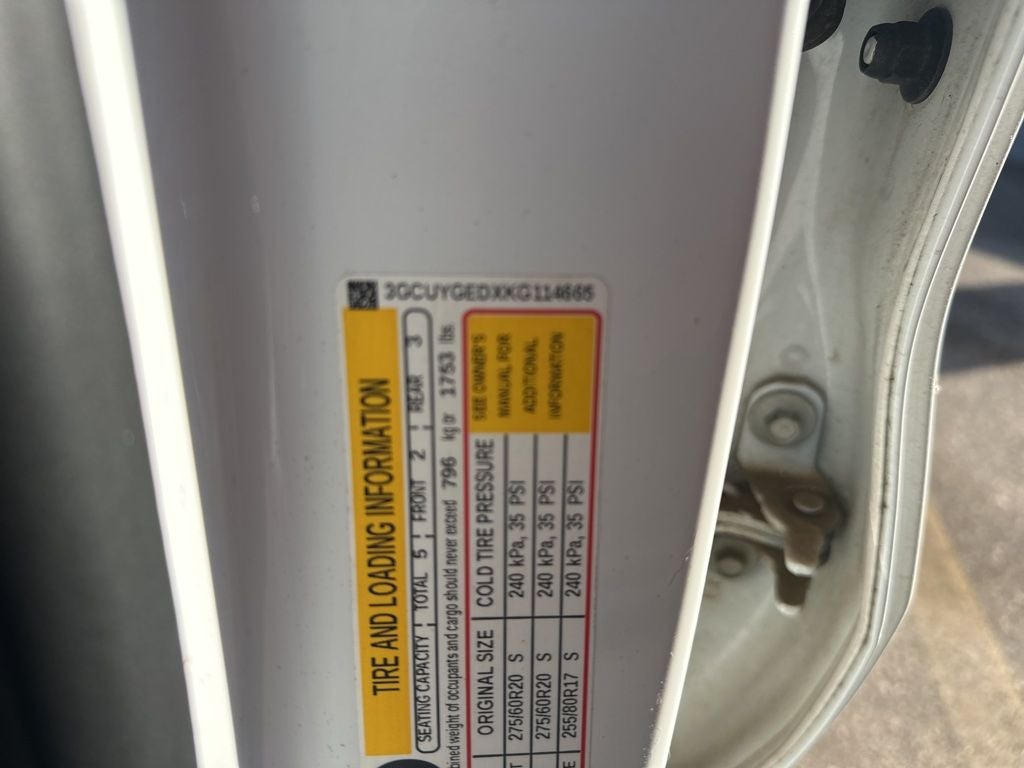 3GCUYGEDXKG114665
TIRE AND LOADING INFORMATION
SEATING CAPACITY TOTAL 5 FRONT 2 REAR 3
weight of occupants and cargo should never exceed 796 kg or 1753 lbs.
ORIGINAL SIZE COLD TIRE PRESSURE SEE OWNER'S
275/60R20 S 240 kPa, 35 PSI MANUAL FOR
275/60R20 S 240 kPa, 35 PSI ADDITIONAL
255/80R17 S 240 kPa, 35 PSI INFORMATION